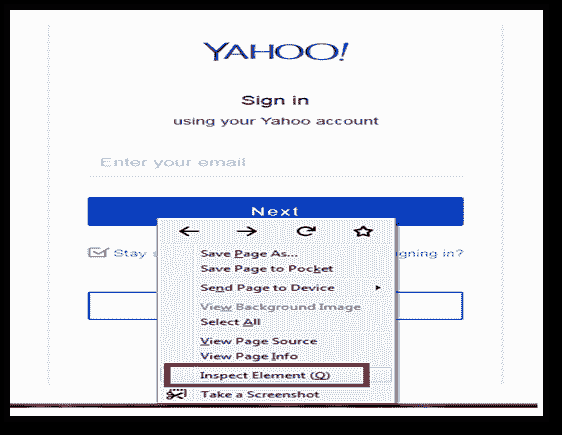 YAHOO!
Sign in
using your Yahoo account
Enter your email
Next
Save Page As...
Stay
igning in?
Save Page to Pocket
Send Page to Device
View Background Image
Select All
View Page Source
View Page Info
Inspect Element (Q)
Take a Screenshot